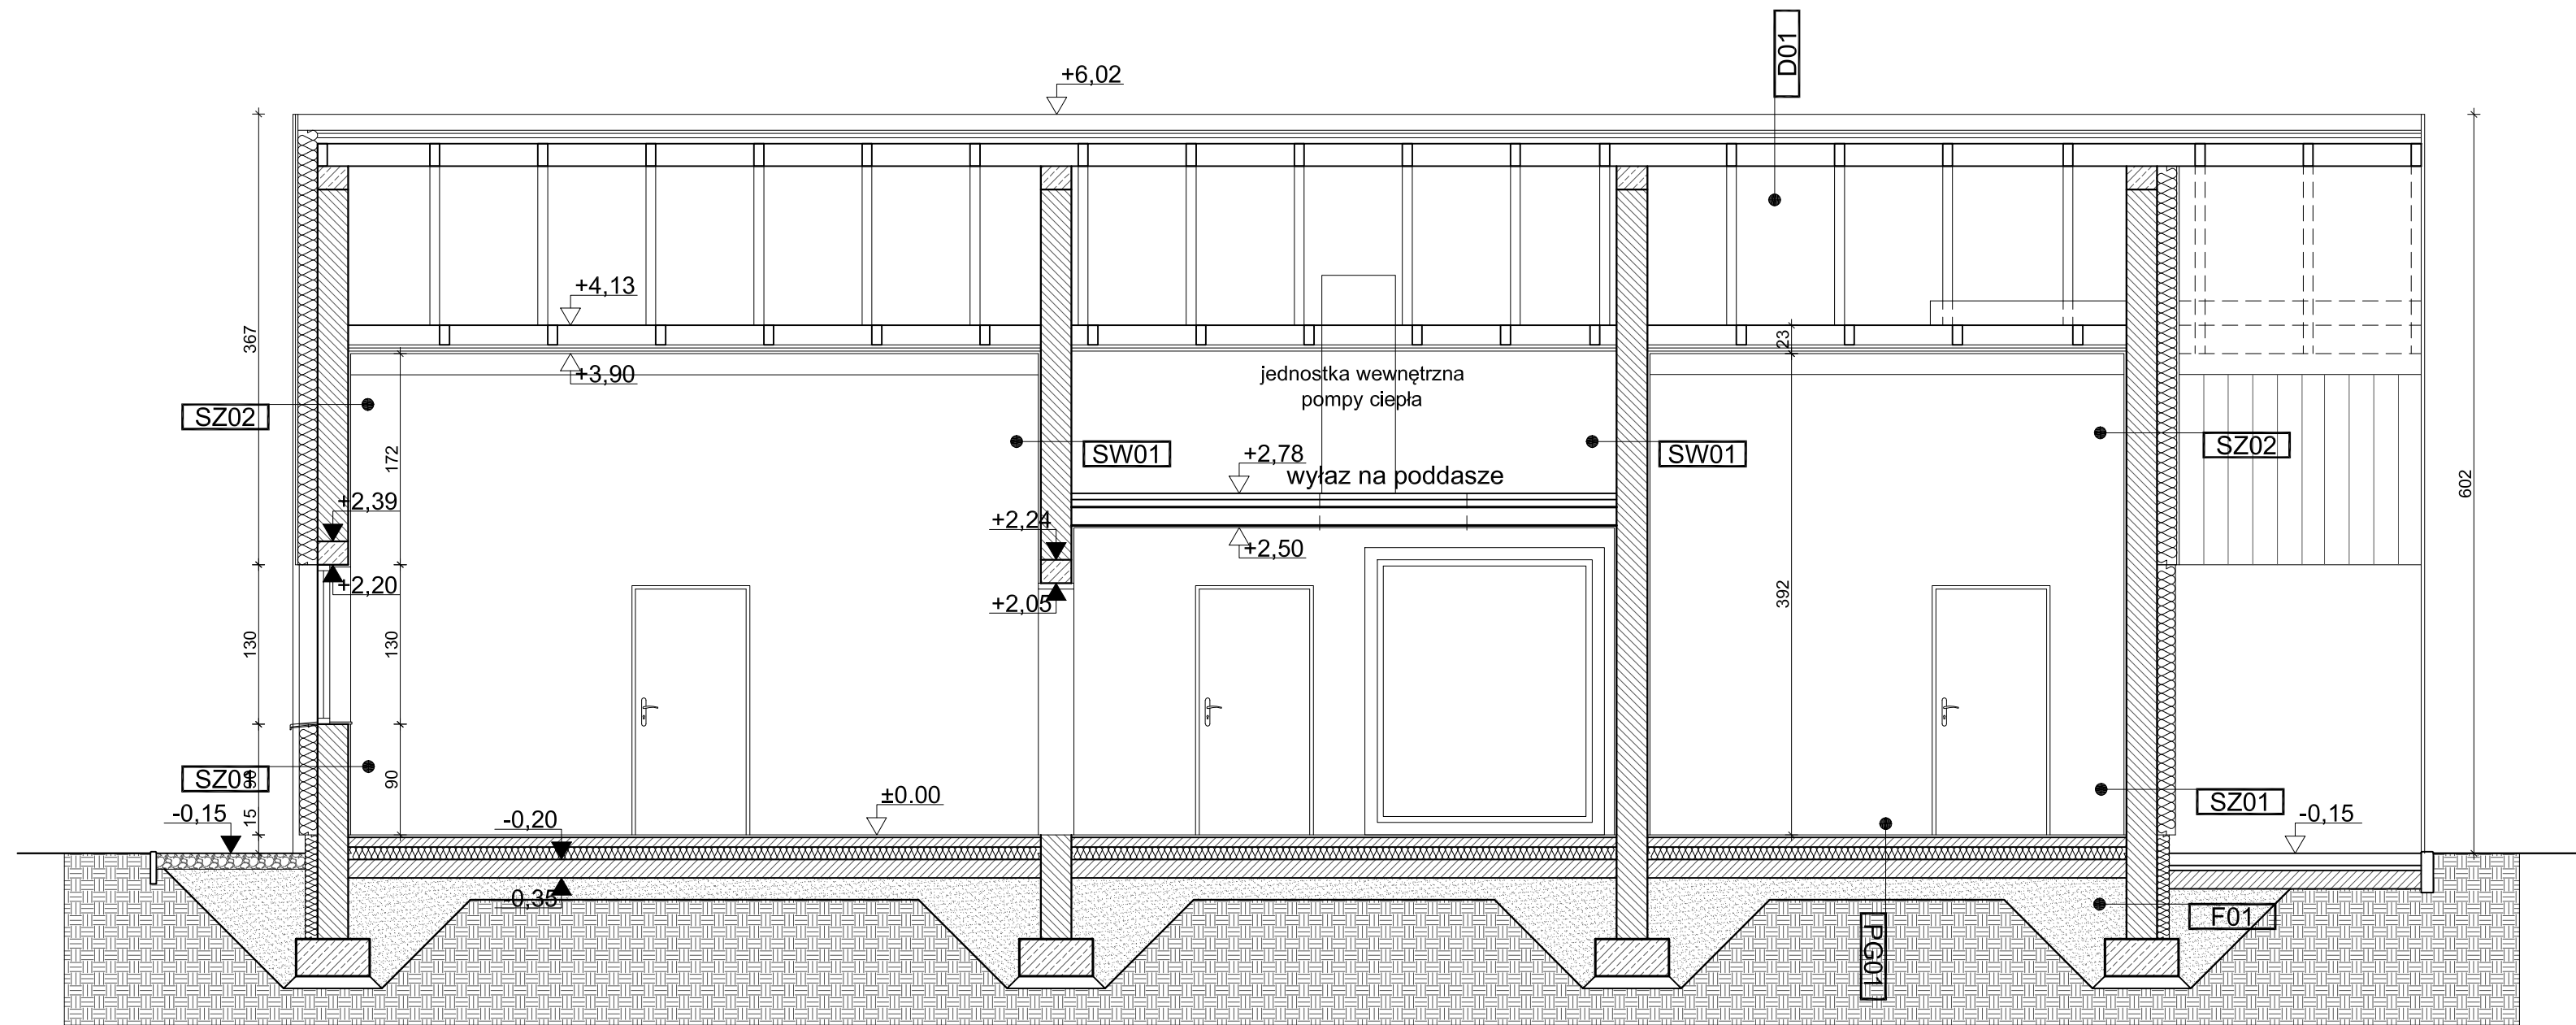 D01
+6,02
+4,13
367
23
+3,90
jednostka wewnętrzna
pompy ciepła
SZ02
172
SW01
SW01
SZ02
+2,78
wyłaz na poddasze
602
+2,39
+2,24
+2,50
+2,20
+2,05
392
130
130
SZ01
90
90
SZ01
±0.00
-0,15
15
-0,20
-0,15
-0,35
F01
PG01